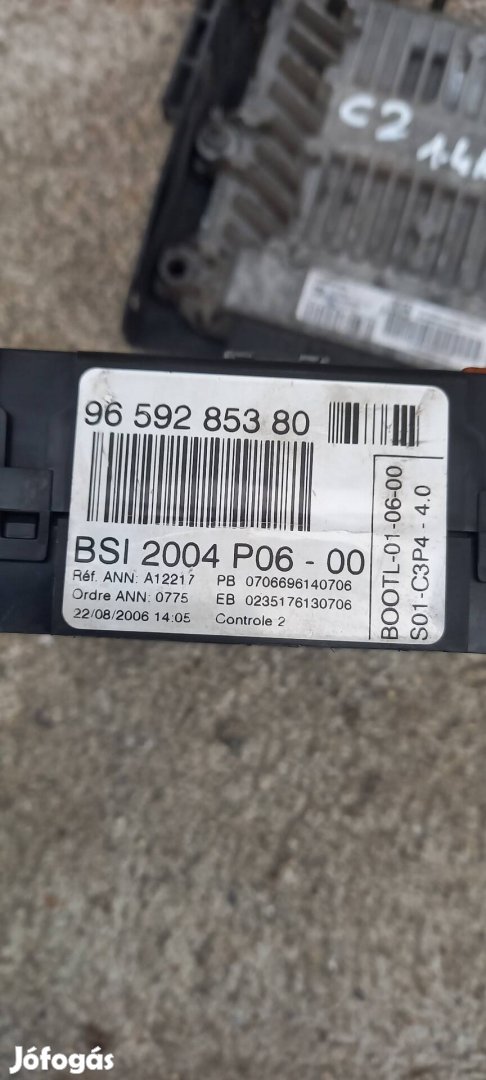 C2
1.4
96 592 853 80
BSI 2004 P06 - 00
Réf. ANN: A12217 PB 0706696140706
Ordre ANN: 0775 EB 0235176130706
22/08/2006 14:05 Controle 2
BOOTL-01-06-00
S01-C3P4 - 4.0
Jófogás